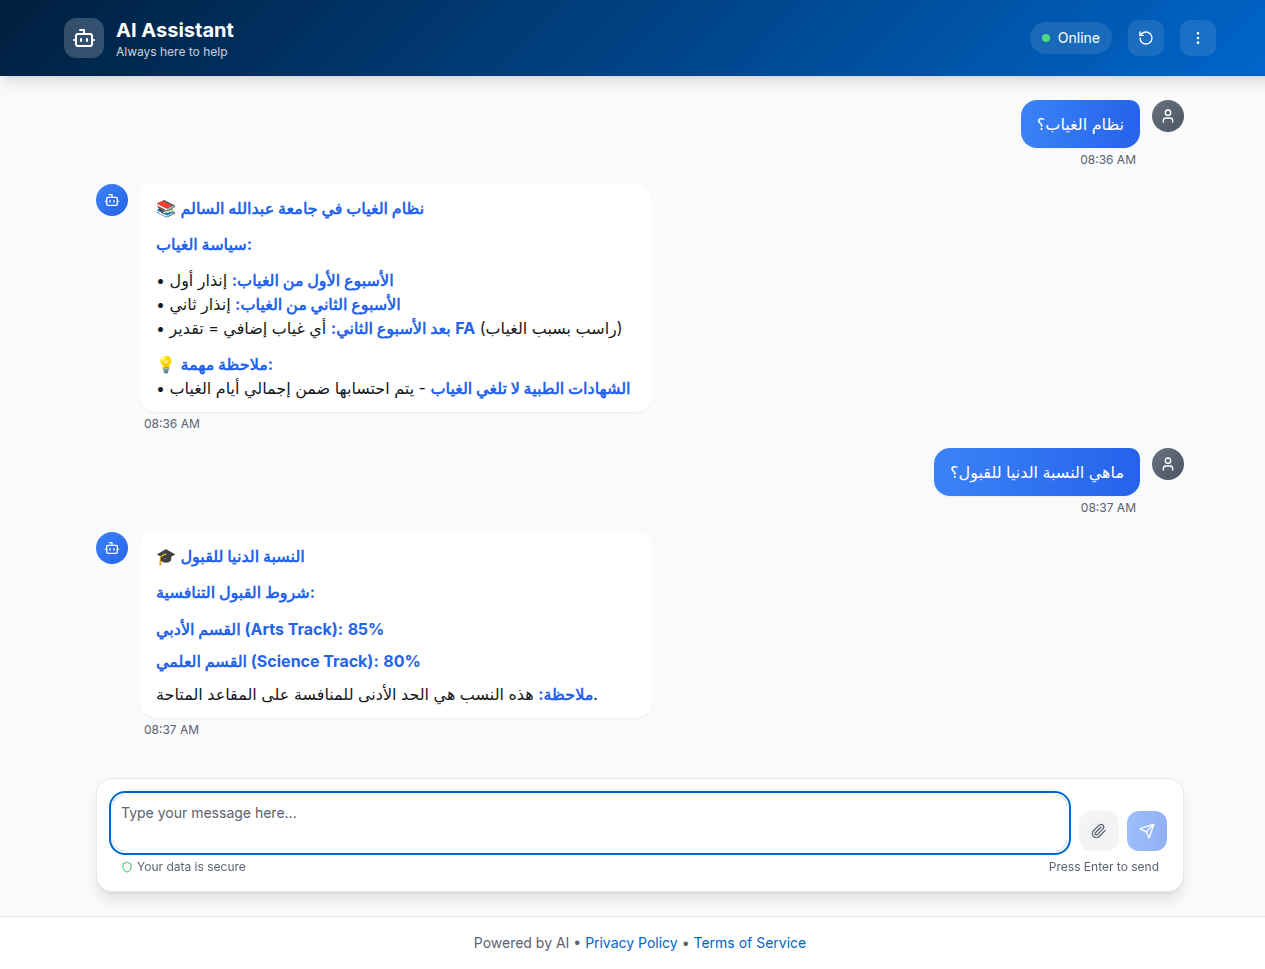 AI Assistant
Always here to help
Online
نظام الغياب؟
08:36 AM
📚 نظام الغياب في جامعة عبدالله السالم
سياسة الغياب:
• الأسبوع الأول من الغياب: إنذار أول
• الأسبوع الثاني من الغياب: إنذار ثاني
• بعد الأسبوع الثاني: أي غياب إضافي = تقدير FA (راسب بسبب الغياب)
💡 ملاحظة مهمة:
• الشهادات الطبية لا تلغي الغياب - يتم احتسابها ضمن إجمالي أيام الغياب
08:36 AM
ماهي النسبة الدنيا للقبول؟
08:37 AM
🎓 النسبة الدنيا للقبول
شروط القبول التنافسية:
القسم الأدبي (Arts Track): 85%
القسم العلمي (Science Track): 80%
ملاحظة: هذه النسب هي الحد الأدنى للمنافسة على المقاعد المتاحة.
08:37 AM
Type your message here...
Your data is secure
Press Enter to send
Powered by AI • Privacy Policy • Terms of Service